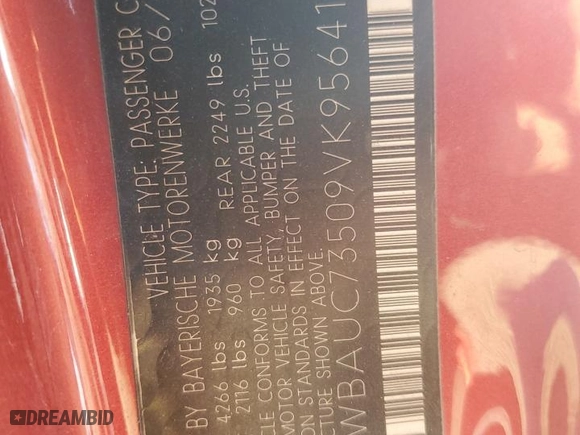 VEHICLE TYPE: PASSENGER C
BY BAYERISCHE MOTORENWERKE 06/
4266 lbs 1935 kg
2116 lbs 960 kg REAR 2249 lbs 102
CLE CONFORMS TO ALL APPLICABLE U.S.
MOTOR VEHICLE SAFETY, BUMPER AND THEFT
ON STANDARDS IN EFFECT ON THE DATE OF
CTURE SHOWN ABOVE.
WBAUC73509VK95641
DREAMBID